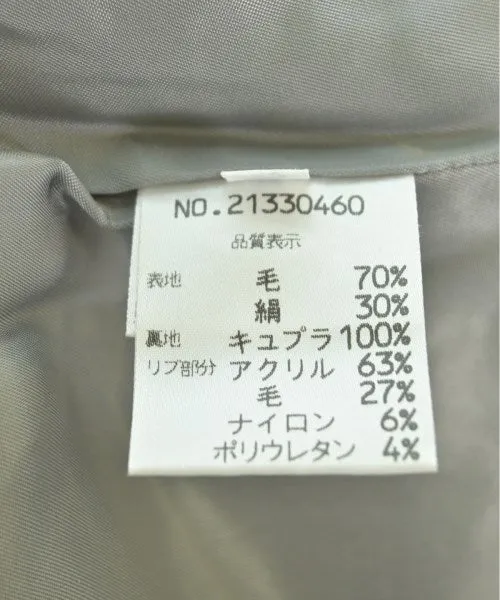 NO.21330460
品質表示
表地 毛 70%
絹 30%
裏地 キュプラ 100%
リブ部分 アクリル 63%
毛 27%
ナイロン 6%
ポリウレタン 4%